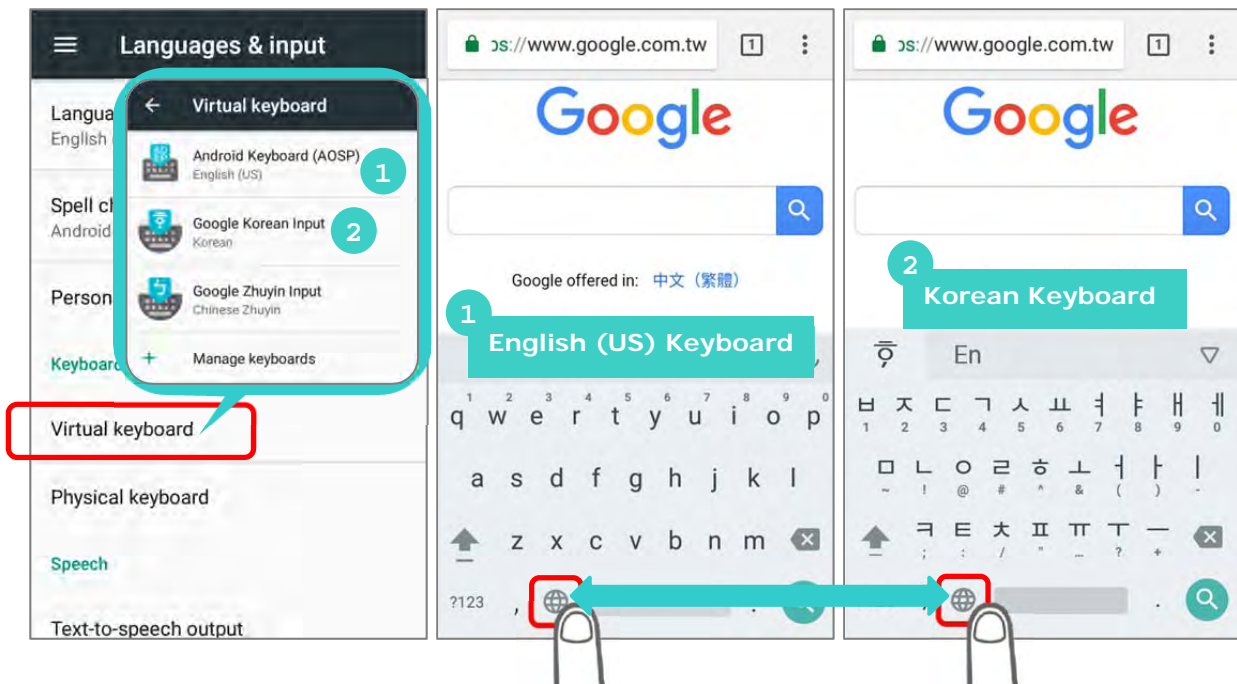 Languages & input
Langua
English
Spell ch
Android
Person
Keyboard
Virtual keyboard
Physical keyboard
Speech
Text-to-speech output
Virtual keyboard
Android Keyboard (AOSP)
English (US)
1
Google Korean Input
Korean
2
Google Zhuyin Input
Chinese Zhuyin
+ Manage keyboards
ps://www.google.com.tw 1
Google
Google offered in: 中文 (繁體)
1
English (US) Keyboard
1 2 3 4 5 6 7 8 9 0
q w e r t y u i o p
a s d f g h j k l
z x c v b n m
?123 , .
ps://www.google.com.tw 1
Google
2
Korean Keyboard
후 En
ㅂ ㅈ ㄷ ㄱ ㅅ ㅛ ㅕ ㅑ ㅐ ㅔ
1 2 3 4 5 6 7 8 9 0
ㅁ ㄴ ㅇ ㄹ ㅎ ㅗ ㅓ ㅏ ㅣ
~ ! @ # ^ & ( ) -
ㅋ ㅌ ㅊ ㅍ ㅠ ㅜ ㅡ
; : / " … ? +
, .